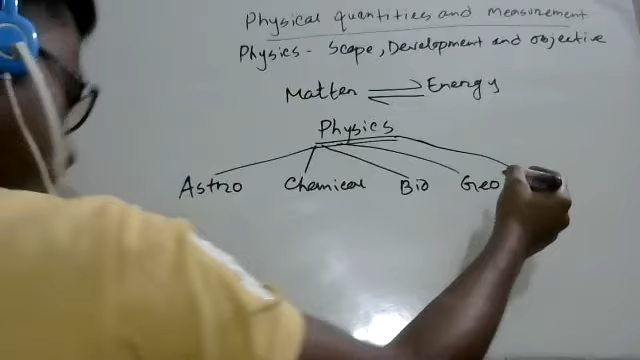 Physical quantities and measurement
Physics - Scope, Development and objective
Matter ⇌ Energy
Physics
Astro Chemical Bio Geo